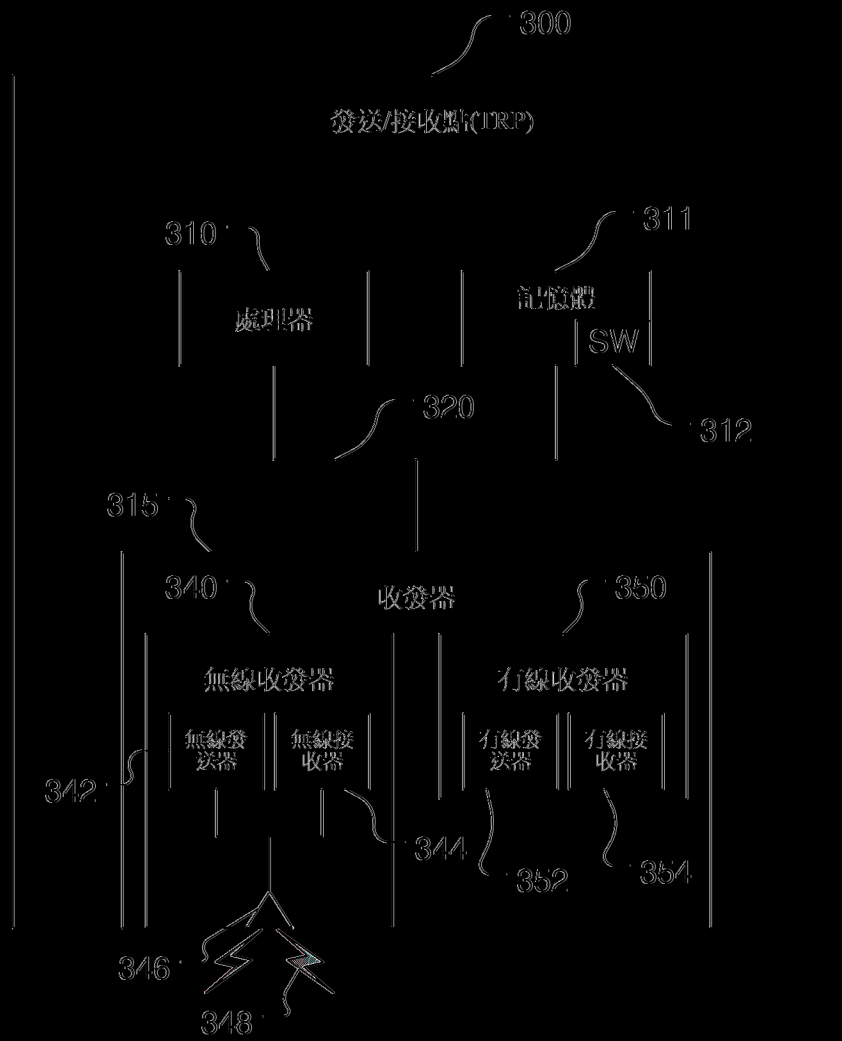 300
發送/接收點(TRP)
310
311
處理器
記憶體
SW
320
312
315
340
收發器
350
無線收發器
有線收發器
無線發
送器
無線接
收器
有線發
送器
有線接
收器
342
344
352
354
346
348